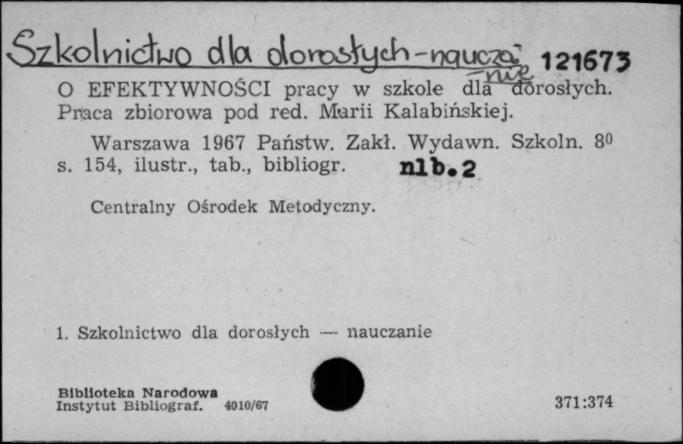 Szkolnictwo dla dorosłych - naucza- 121673
nie
O EFEKTYWNOŚCI pracy w szkole dla dorosłych.
Praca zbiorowa pod red. Marii Kalabińskiej.
Warszawa 1967 Państw. Zakł. Wydawn. Szkoln. 8⁰
s. 154, ilustr., tab., bibliogr. nlb. 2
Centralny Ośrodek Metodyczny.
1. Szkolnictwo dla dorosłych — nauczanie
Biblioteka Narodowa
Instytut Bibliograf. 4010/67 371:374